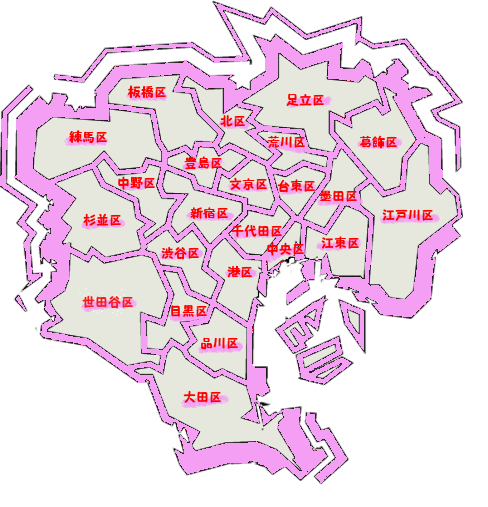 板橋区
足立区
北区
練馬区
荒川区
葛飾区
豊島区
中野区
文京区
台東区
墨田区
新宿区
杉並区
江戸川区
千代田区
中央区
江東区
渋谷区
港区
世田谷区
目黒区
品川区
大田区